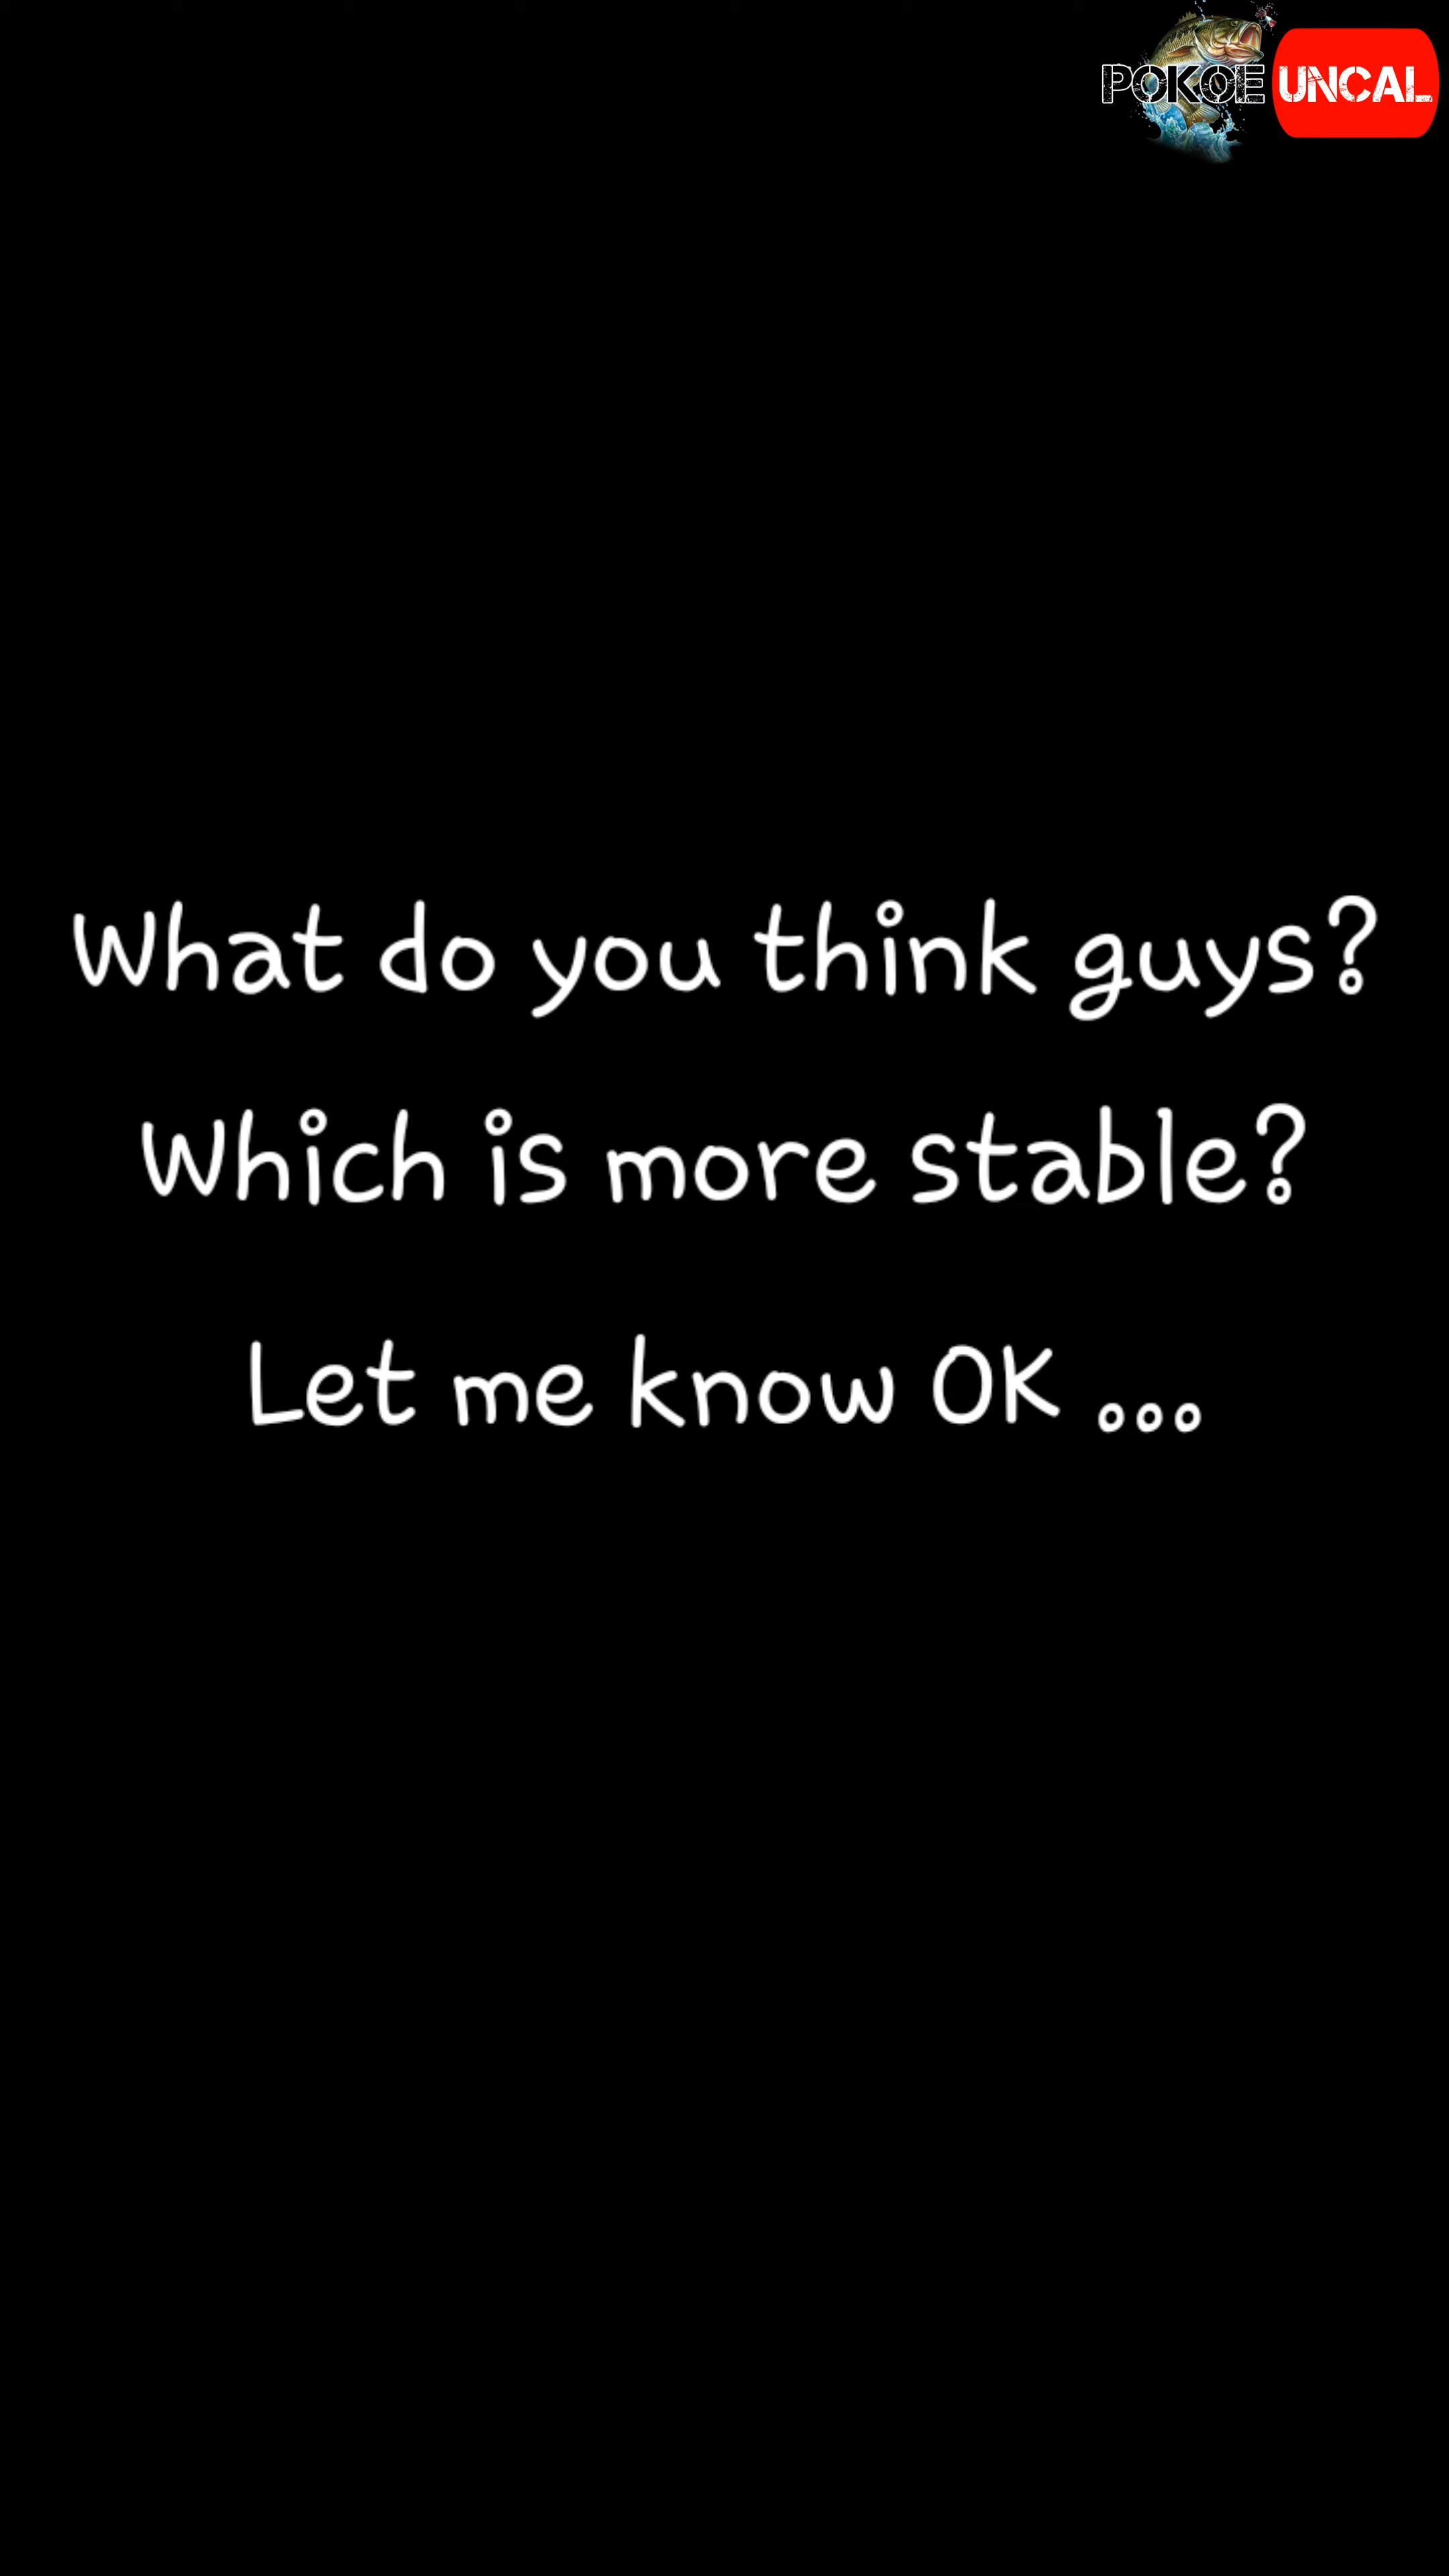 POKOE UNCAL
What do you think guys?
Which is more stable?
Let me know OK ...